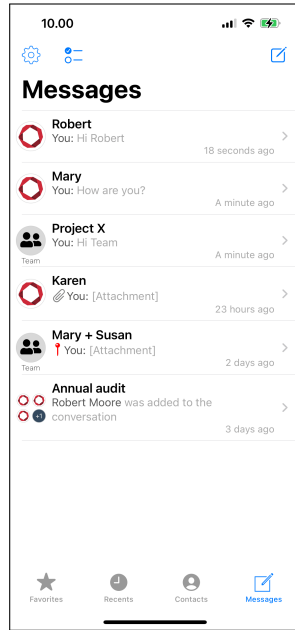 10.00
Messages
Robert
You: Hi Robert
18 seconds ago
Mary
You: How are you?
A minute ago
Project X
You: Hi Team
A minute ago
Team
Karen
You: [Attachment]
23 hours ago
Mary + Susan
You: [Attachment]
2 days ago
Team
Annual audit
Robert Moore was added to the
+1 conversation
3 days ago
Favorites Recents Contacts Messages